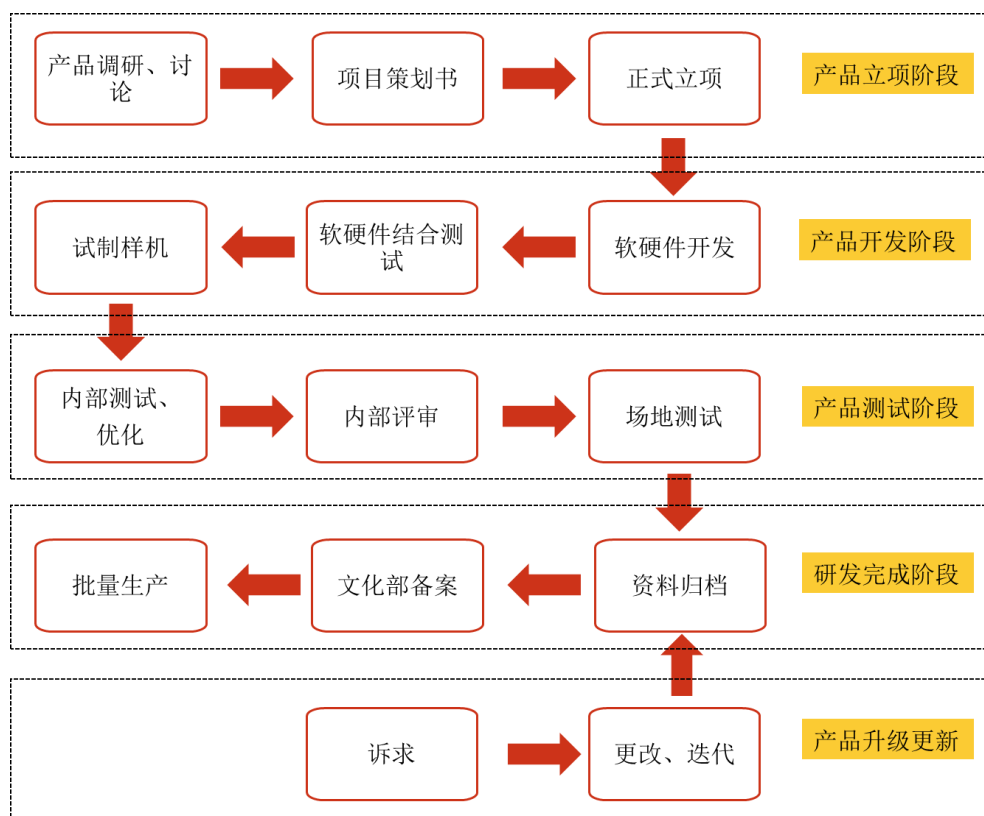 产品调研、讨
论
项目策划书
正式立项
产品立项阶段
试制样机
软硬件结合测
试
软硬件开发
产品开发阶段
内部测试、
优化
内部评审
场地测试
产品测试阶段
批量生产
文化部备案
资料归档
研发完成阶段
诉求
更改、迭代
产品升级更新